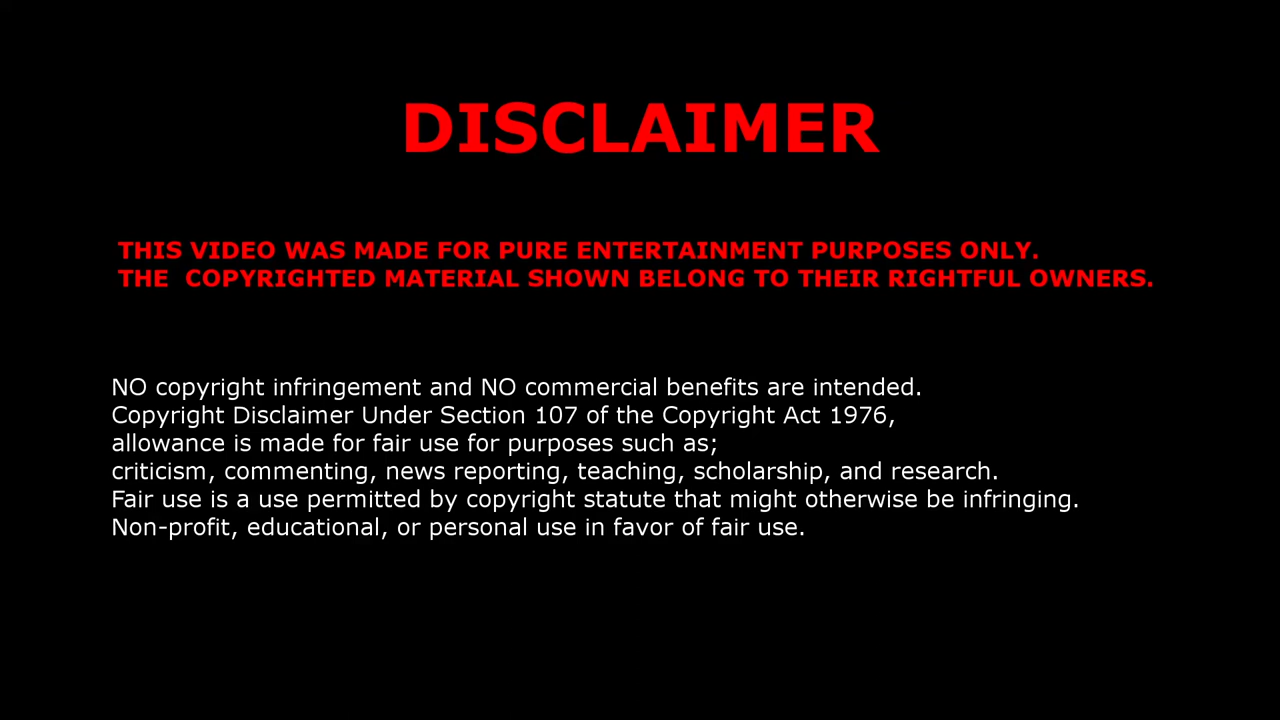 DISCLAIMER
THIS VIDEO WAS MADE FOR PURE ENTERTAINMENT PURPOSES ONLY.
THE  COPYRIGHTED MATERIAL SHOWN BELONG TO THEIR RIGHTFUL OWNERS.
NO copyright infringement and NO commercial benefits are intended.
Copyright Disclaimer Under Section 107 of the Copyright Act 1976,
allowance is made for fair use for purposes such as;
criticism, commenting, news reporting, teaching, scholarship, and research.
Fair use is a use permitted by copyright statute that might otherwise be infringing.
Non-profit, educational, or personal use in favor of fair use.